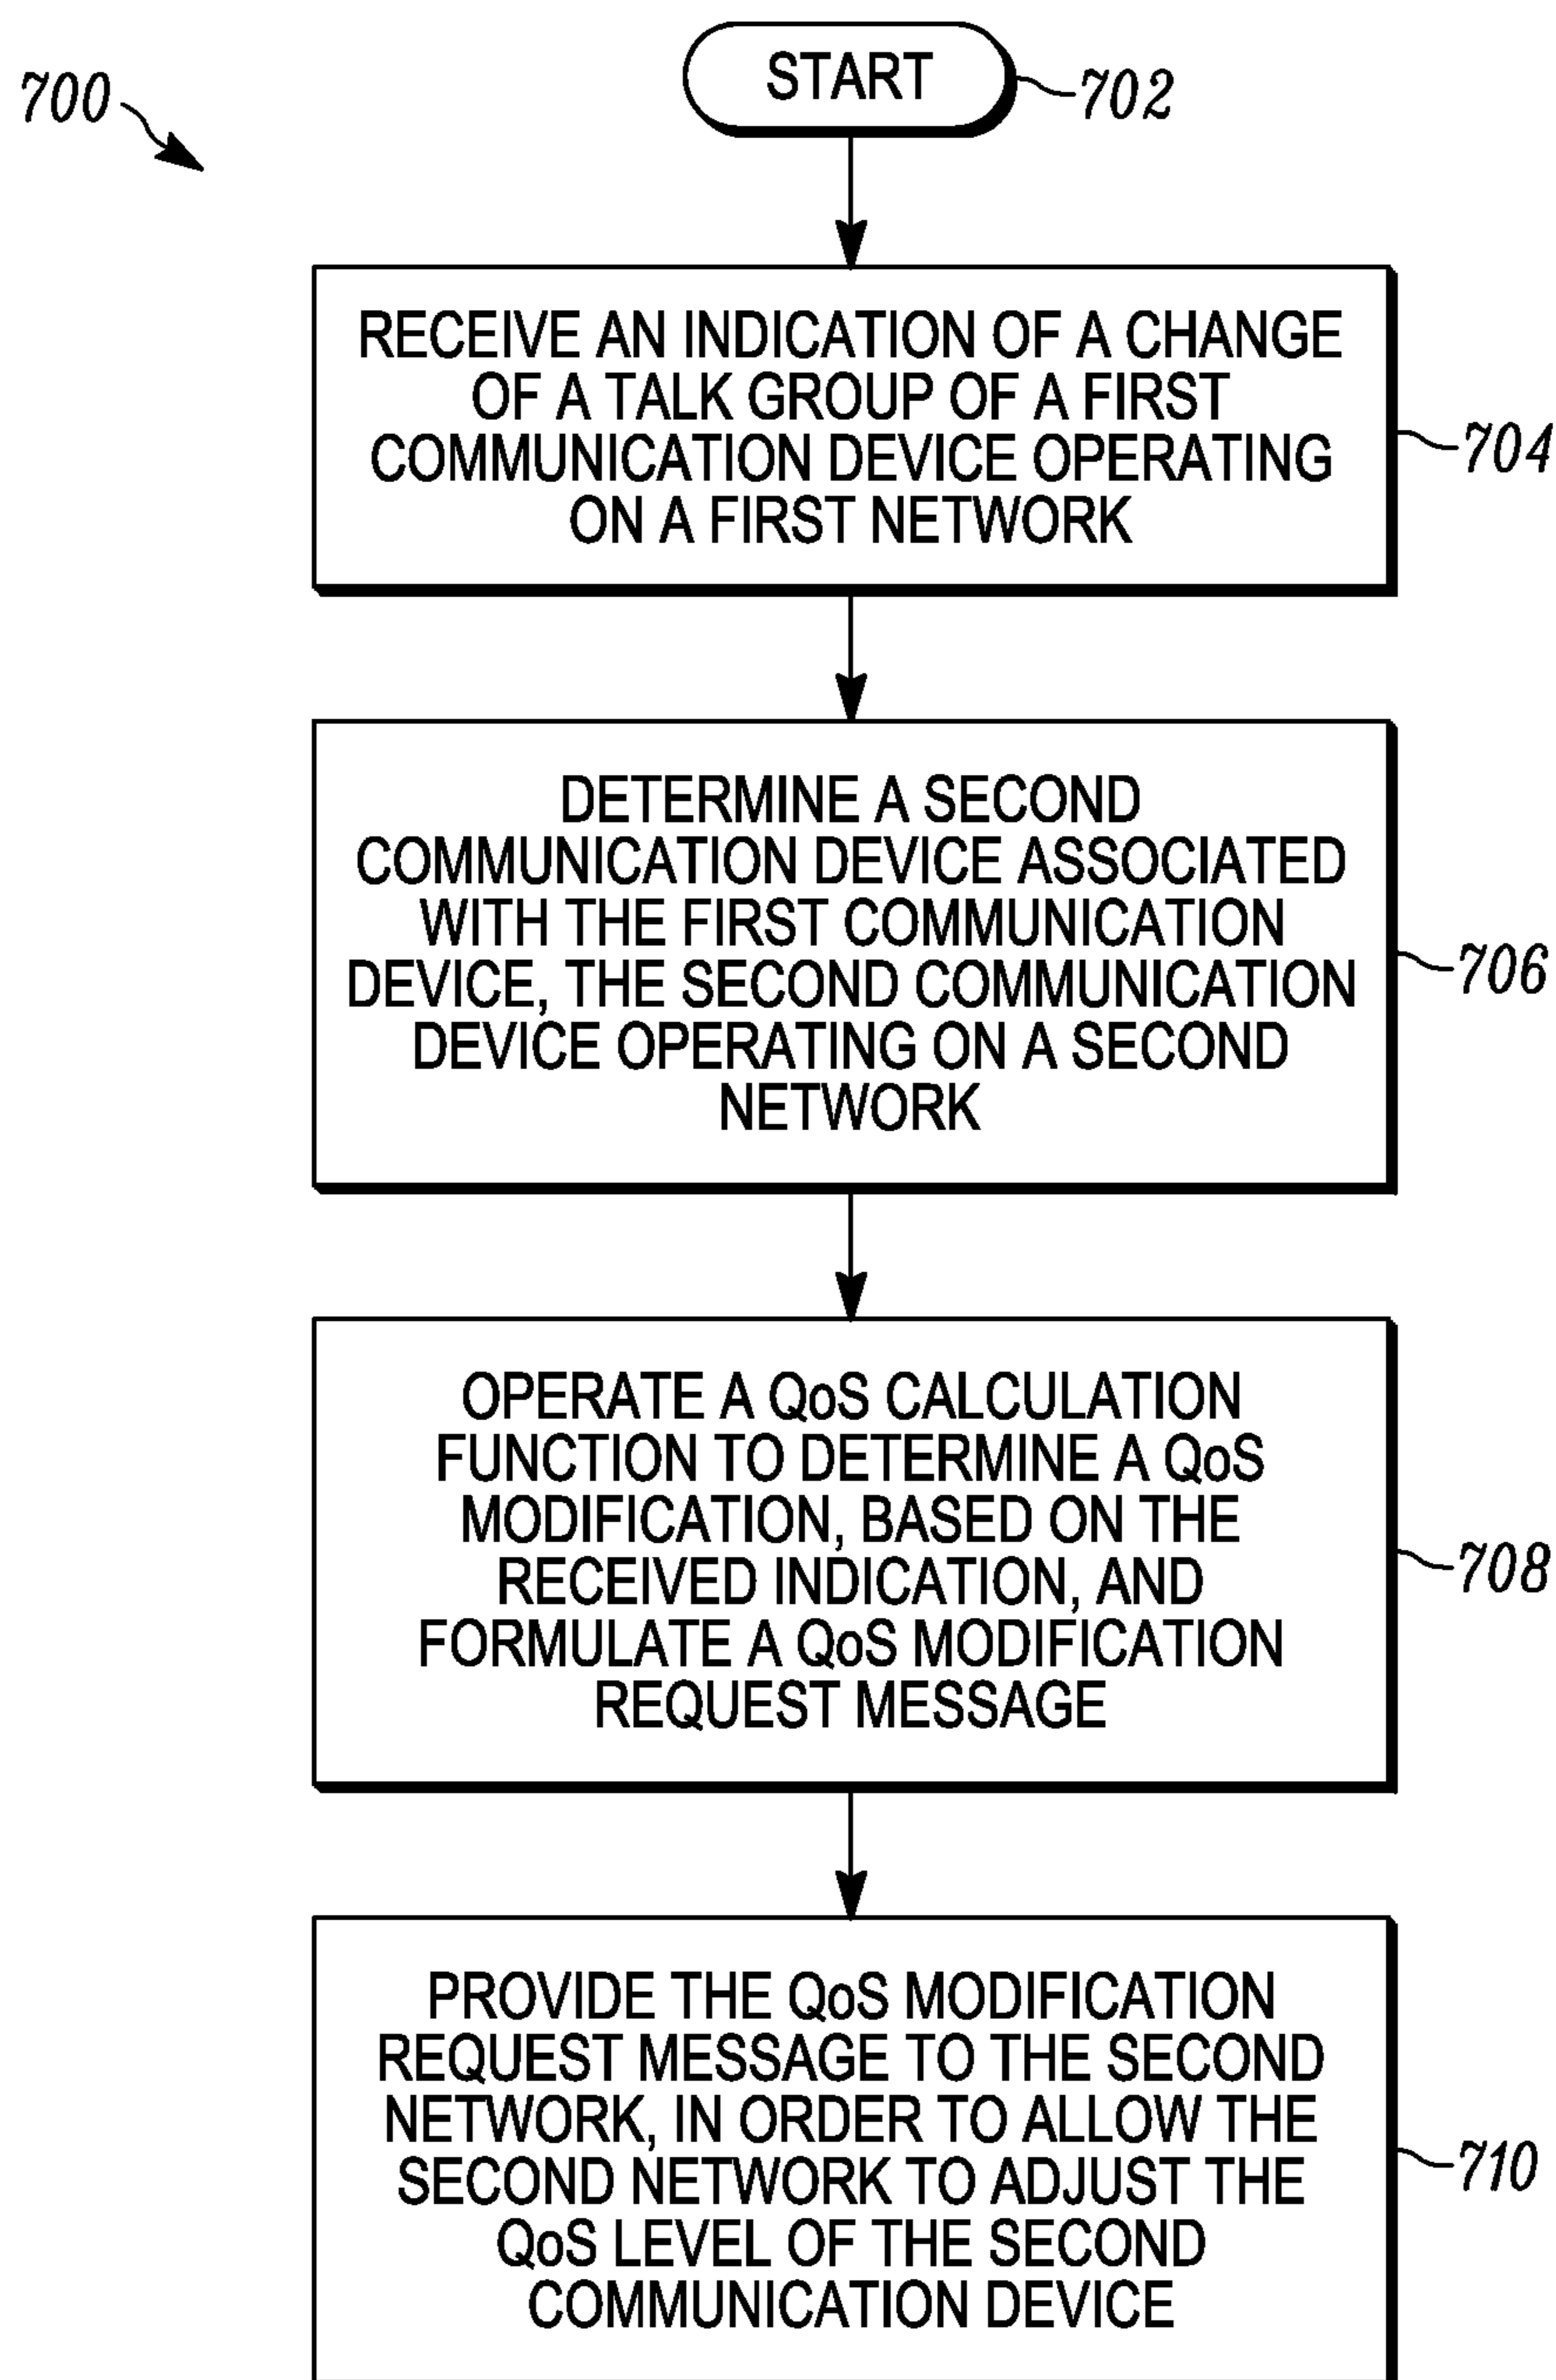 700
START
702
RECEIVE AN INDICATION OF A CHANGE
OF A TALK GROUP OF A FIRST
COMMUNICATION DEVICE OPERATING
ON A FIRST NETWORK
704
DETERMINE A SECOND
COMMUNICATION DEVICE ASSOCIATED
WITH THE FIRST COMMUNICATION
DEVICE, THE SECOND COMMUNICATION
DEVICE OPERATING ON A SECOND
NETWORK
706
OPERATE A QoS CALCULATION
FUNCTION TO DETERMINE A QoS
MODIFICATION, BASED ON THE
RECEIVED INDICATION, AND
FORMULATE A QoS MODIFICATION
REQUEST MESSAGE
708
PROVIDE THE QoS MODIFICATION
REQUEST MESSAGE TO THE SECOND
NETWORK, IN ORDER TO ALLOW THE
SECOND NETWORK TO ADJUST THE
QoS LEVEL OF THE SECOND
COMMUNICATION DEVICE
710